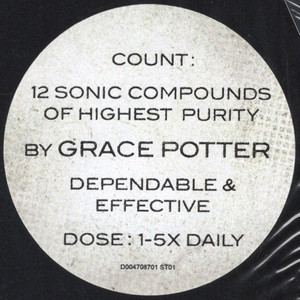 COUNT:
12 SONIC COMPOUNDS
OF HIGHEST PURITY
BY GRACE POTTER
DEPENDABLE &
EFFECTIVE
DOSE: 1-5X DAILY
D004708701 ST01